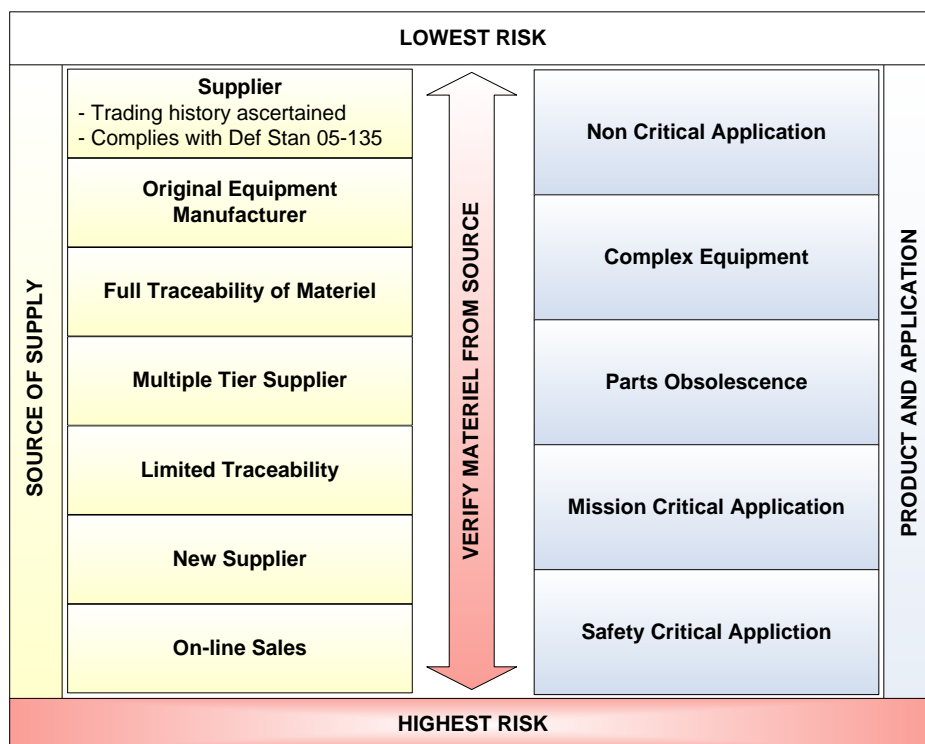 LOWEST RISK
SOURCE OF SUPPLY
Supplier
- Trading history ascertained
- Complies with Def Stan 05-135
Original Equipment
Manufacturer
Full Traceability of Materiel
Multiple Tier Supplier
Limited Traceability
New Supplier
On-line Sales
VERIFY MATERIEL FROM SOURCE
Non Critical Application
Complex Equipment
Parts Obsolescence
Mission Critical Application
Safety Critical Appliction
PRODUCT AND APPLICATION
HIGHEST RISK